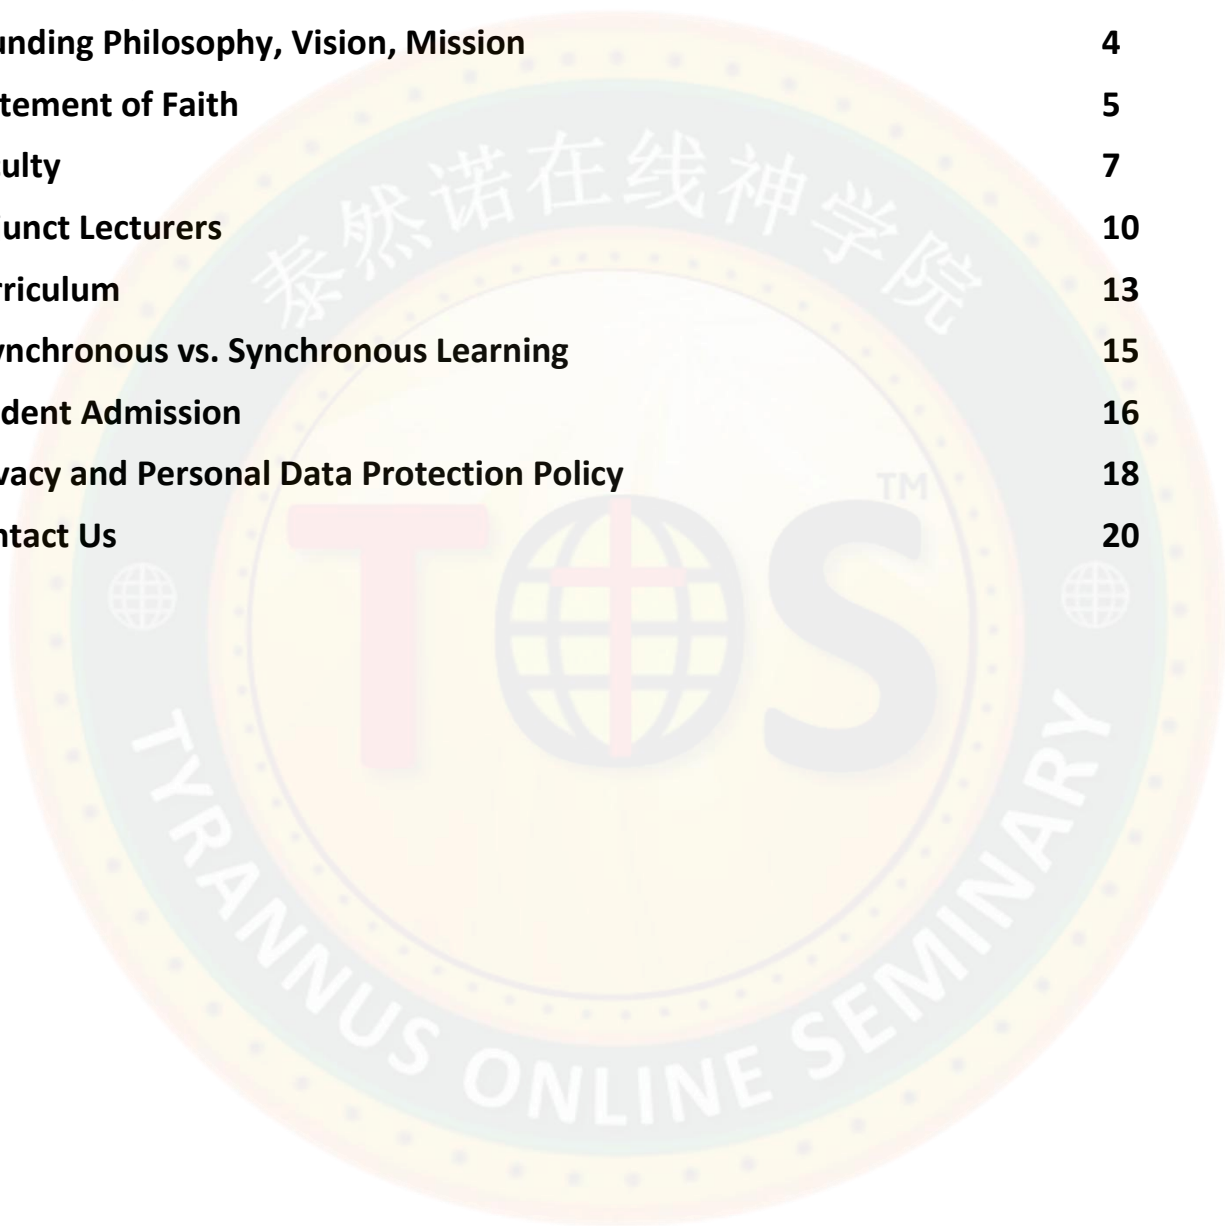 unding Philosophy, Vision, Mission 4
tement of Faith 5
ulty 7
unct Lecturers 10
rriculum 13
ynchronous vs. Synchronous Learning 15
dent Admission 16
vacy and Personal Data Protection Policy 18
ntact Us 20
泰然诺在线神学院
TOS
TM
TYRANNUS ONLINE SEMINARY